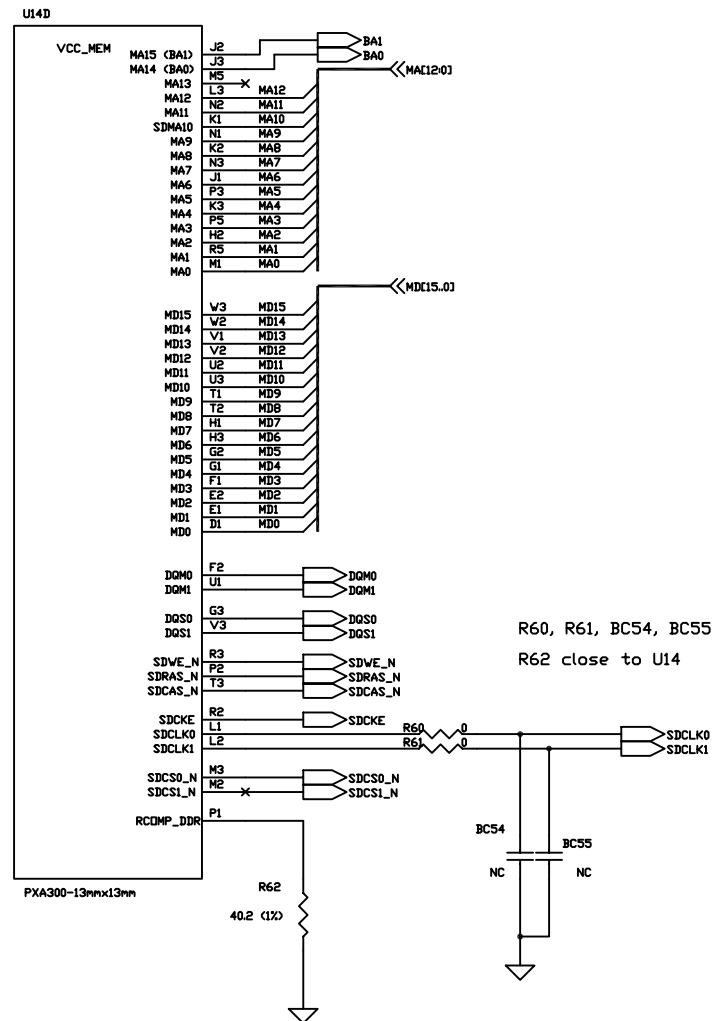 U14D
VCC_MEM
MA15 (BA1) J2 BA1
MA14 (BA0) J3 BA0
MA13 M5 MA[12:0]
MA12 L3 MA12
MA11 N2 MA11
SDMA10 K1 MA10
MA9 N1 MA9
MA8 K2 MA8
MA7 N3 MA7
MA6 J1 MA6
MA5 P3 MA5
MA4 K3 MA4
MA3 P5 MA3
MA2 H2 MA2
MA1 R5 MA1
MA0 M1 MA0
MD[15..0]
MD15 W3 MD15
MD14 W2 MD14
MD13 V1 MD13
MD12 V2 MD12
MD11 U2 MD11
MD10 U3 MD10
MD9 T1 MD9
MD8 T2 MD8
MD7 H1 MD7
MD6 H3 MD6
MD5 G2 MD5
MD4 G1 MD4
MD3 F1 MD3
MD2 E2 MD2
MD1 E1 MD1
MD0 D1 MD0
DQM0 F2 DQM0
DQM1 U1 DQM1
DQS0 G3 DQS0
DQS1 V3 DQS1
R60, R61, BC54, BC55
R62 close to U14
SDWE_N R3 SDWE_N
SDRAS_N P2 SDRAS_N
SDCAS_N T3 SDCAS_N
SDCKE R2 SDCKE
SDCLK0 L1 R60 0 SDCLK0
SDCLK1 L2 R61 0 SDCLK1
SDCS0_N M3 SDCS0_N
SDCS1_N M2 SDCS1_N
RCOMP_DDR P1
BC54 BC55
NC NC
PXA300-13mmx13mm
R62
40.2 (1%)